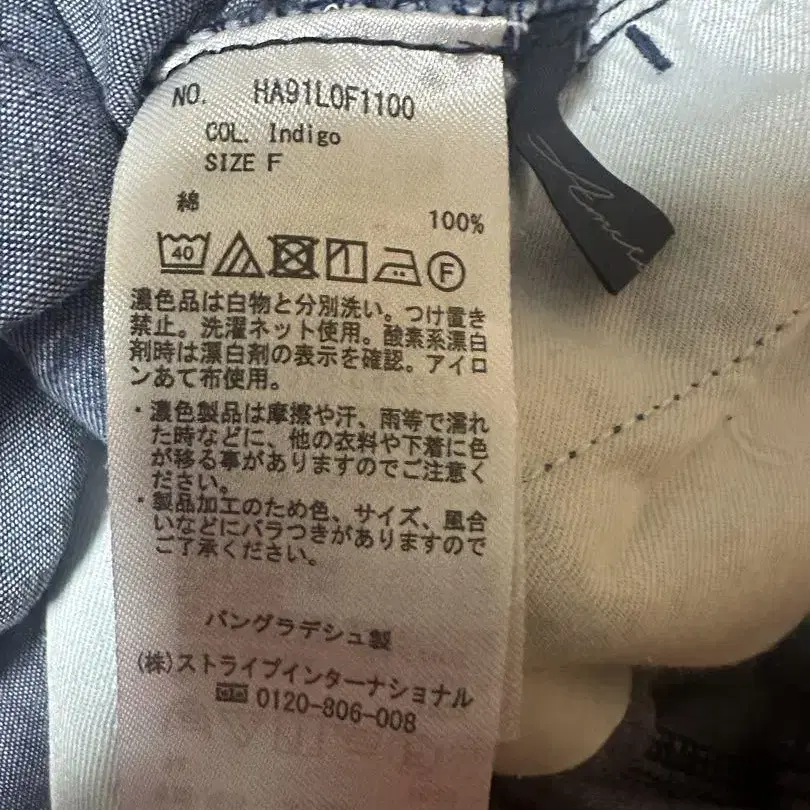 NO. HA91L0F1100
COL. Indigo
SIZE F
綿
100%
40
F
濃色品は白物と分別洗い。つけ置き
禁止。洗濯ネット使用。酸素系漂白
剤時は漂白剤の表示を確認。アイロ
ンあて布使用。
・濃色製品は摩擦や汗、雨等で濡れ
た時などに、他の衣料や下着に色
が移る事がありますのでご注意く
ださい。
・製品加工のため色、サイズ、風合
いなどにバラつきがありますので
ご了承ください。
バングラデシュ製
(株)ストライプインターナショナル
0120-806-008